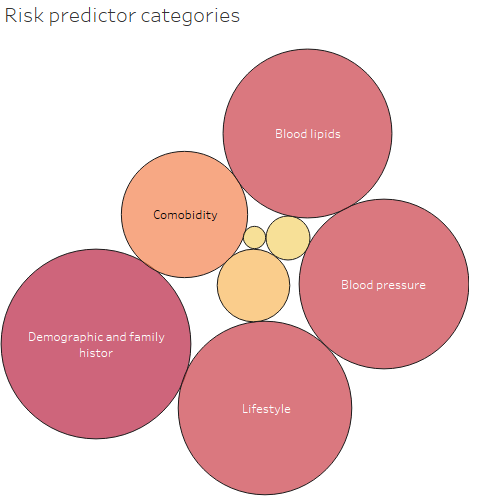 Risk predictor categories
Blood lipids
Comobidity
Blood pressure
Demographic and family
histor
Lifestyle